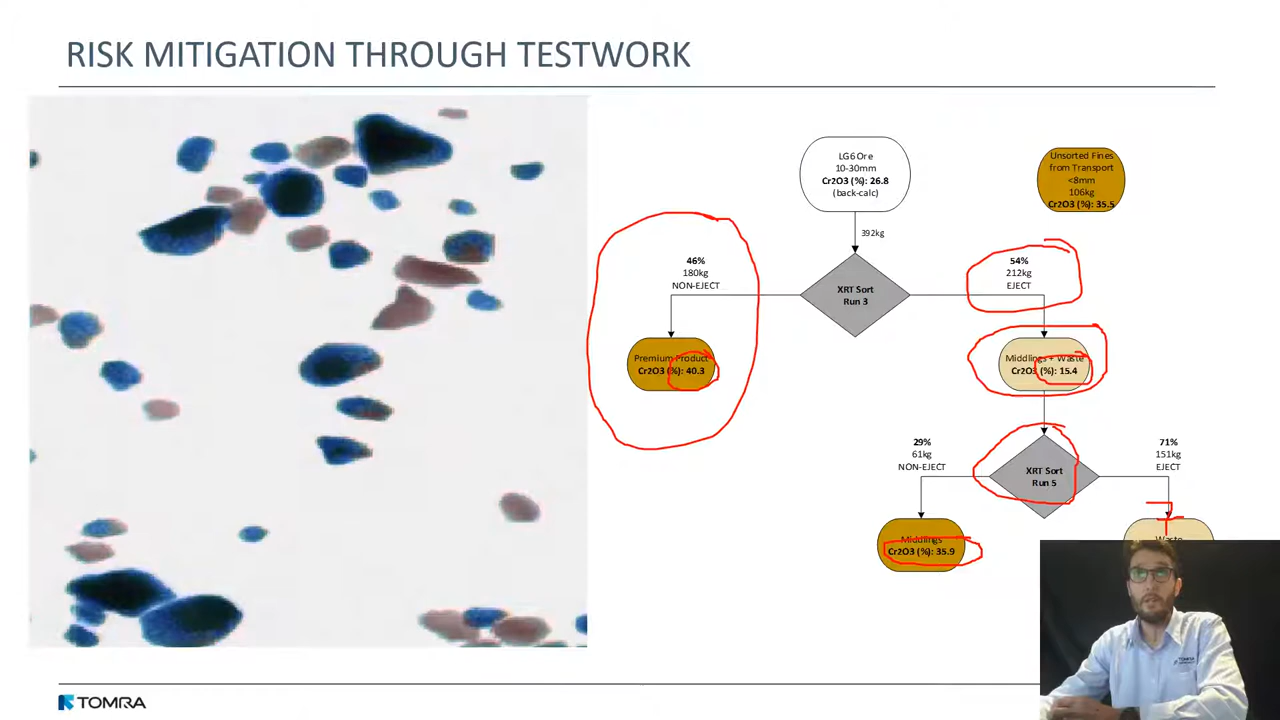 RISK MITIGATION THROUGH TESTWORK
LG6 Ore
10-30mm
Cr2O3 (%): 26.8
(back-calc)
Unsorted Fines
from Transport
<8mm
106kg
Cr2O3 (%): 35.5
392kg
46%
180kg
NON-EJECT
XRT Sort
Run 3
54%
212kg
EJECT
Premium Product
Cr2O3 (%): 40.3
Middlings + Waste
Cr2O3 (%): 15.4
29%
61kg
NON-EJECT
XRT Sort
Run 5
71%
151kg
EJECT
Middlings
Cr2O3 (%): 35.9
Waste
TOMRA
TOMRA